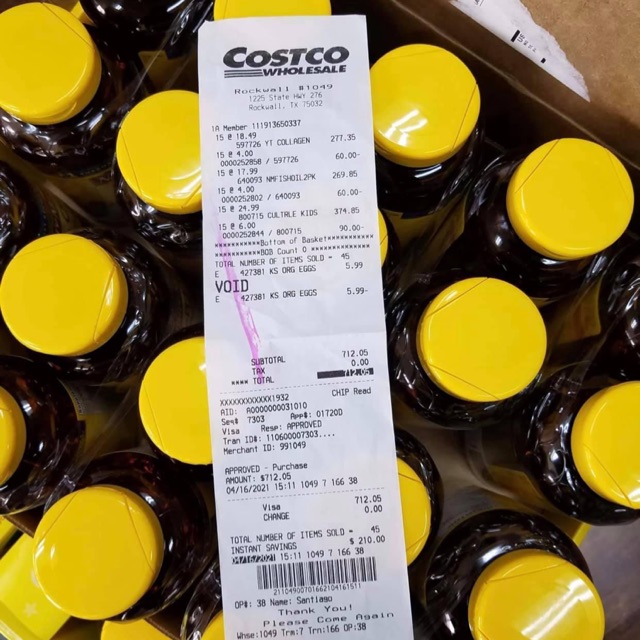 COSTCO
WHOLESALE
Rockwall #1049
1225 State HWY 276
Rockwall, TX 75032
1A Member 111913650337
15 @ 18.49
597726 YT COLLAGEN 277.35
15 @ 4.00
0000252858 / 597726 60.00-
15 @ 17.99
640093 NMFISHOIL2PK 269.85
15 @ 4.00
0000252802 / 640093 60.00-
15 @ 24.99
800715 CULTRLE KIDS 374.85
15 @ 6.00
0000252844 / 800715 90.00-
***********Bottom of Basket***********
***********BOB Count 0 ***********
TOTAL NUMBER OF ITEMS SOLD = 45
E 427381 KS ORG EGGS 5.99
VOID
E 427381 KS ORG EGGS 5.99-
SUBTOTAL 712.05
TAX 0.00
**** TOTAL 712.05
XXXXXXXXXXXX1932 CHIP Read
AID: A0000000031010
Seq# 7303 App#: 01720D
Visa Resp: APPROVED
Tran ID#: 110600007303....
Merchant ID: 991049
APPROVED - Purchase
AMOUNT: $712.05
04/16/2021 15:11 1049 7 166 38
Visa 712.05
CHANGE 0.00
TOTAL NUMBER OF ITEMS SOLD = 45
INSTANT SAVINGS $ 210.00
04/16/2021 15:11 1049 7 166 38
21104900701662104161511
OP#: 38 Name: Santiago
Thank You!
Please Come Again
Whse:1049 Trm:7 Trn:166 OP:38